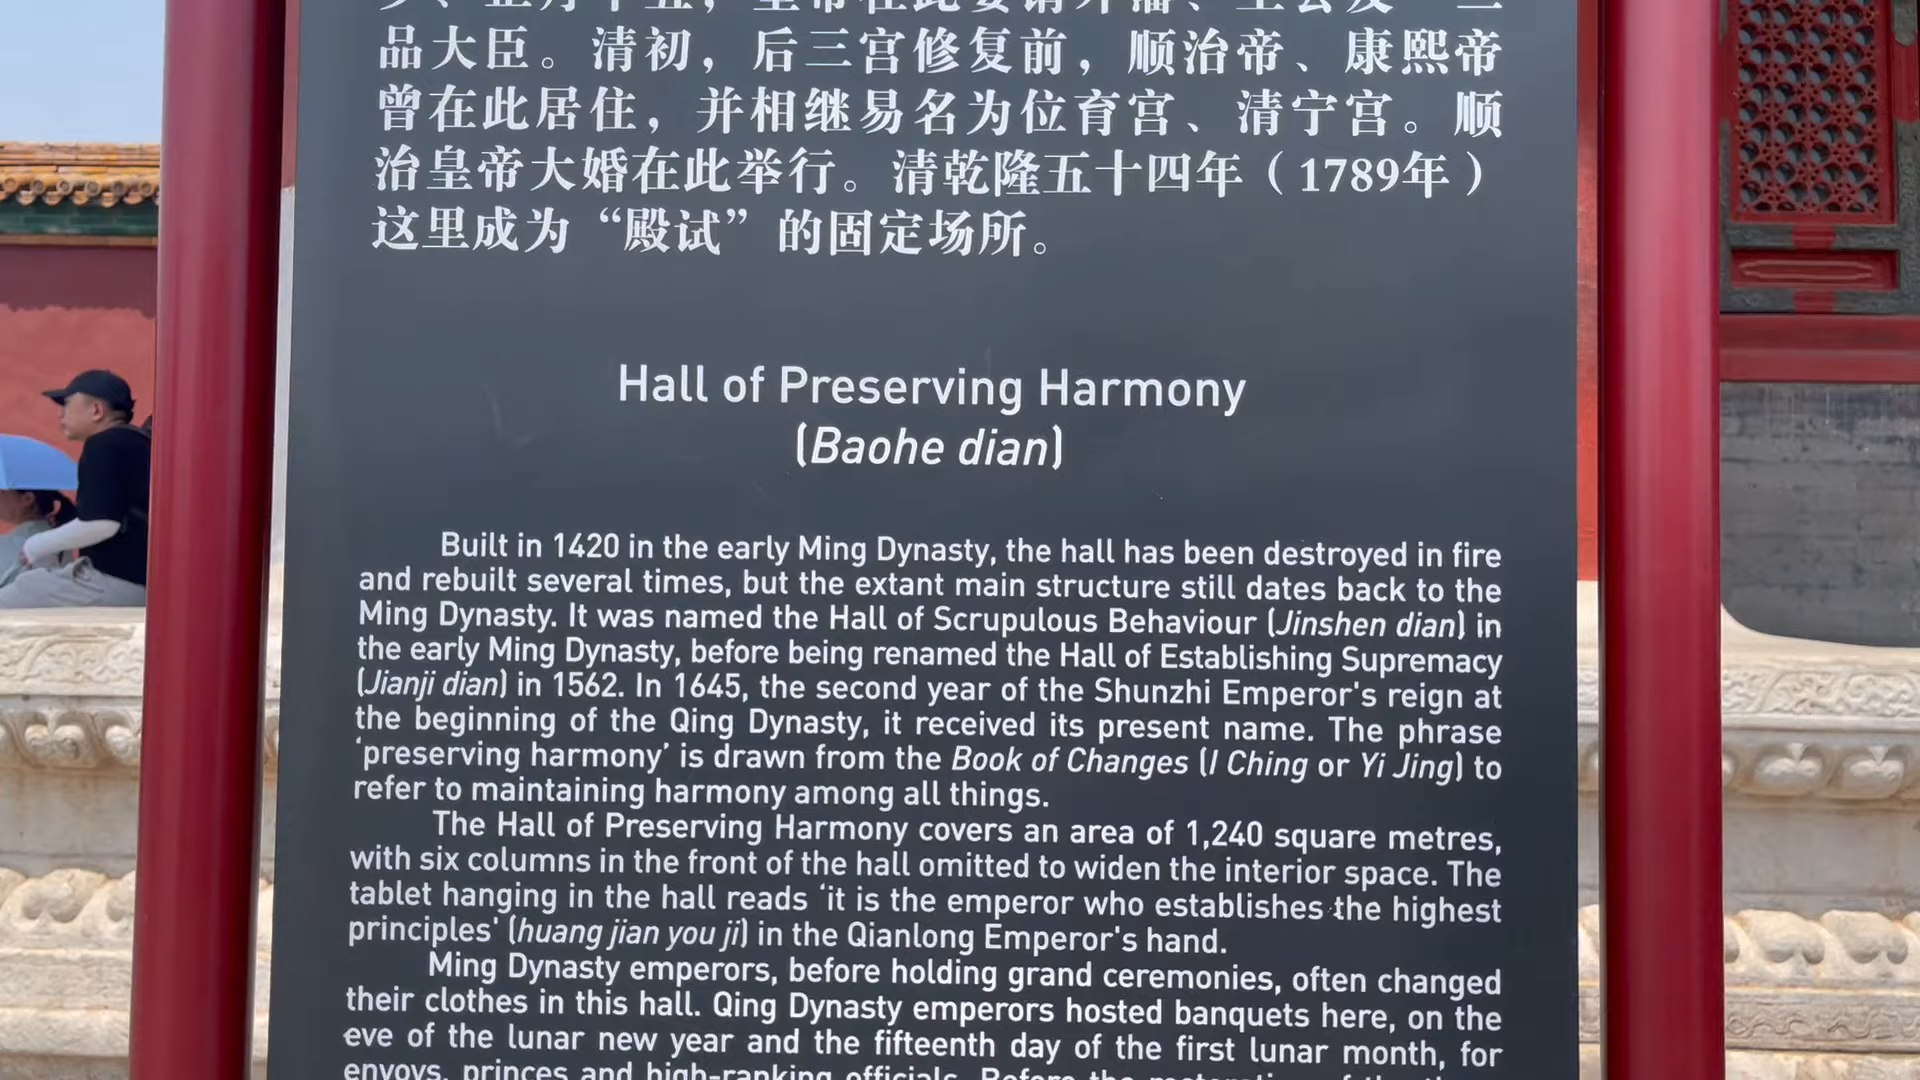 品大臣。清初，后三宫修复前，顺治帝、康熙帝
曾在此居住，并相继易名为位育宫、清宁宫。顺
治皇帝大婚在此举行。清乾隆五十四年（1789年）
这里成为“殿试”的固定场所。
Hall of Preserving Harmony
(Baohe dian)
Built in 1420 in the early Ming Dynasty, the hall has been destroyed in fire
and rebuilt several times, but the extant main structure still dates back to the
Ming Dynasty. It was named the Hall of Scrupulous Behaviour (Jinshen dian) in
the early Ming Dynasty, before being renamed the Hall of Establishing Supremacy
(Jianji dian) in 1562. In 1645, the second year of the Shunzhi Emperor's reign at
the beginning of the Qing Dynasty, it received its present name. The phrase
‘preserving harmony’ is drawn from the Book of Changes (I Ching or Yi Jing) to
refer to maintaining harmony among all things.
The Hall of Preserving Harmony covers an area of 1,240 square metres,
with six columns in the front of the hall omitted to widen the interior space. The
tablet hanging in the hall reads ‘it is the emperor who establishes the highest
principles' (huang jian you ji) in the Qianlong Emperor's hand.
Ming Dynasty emperors, before holding grand ceremonies, often changed
their clothes in this hall. Qing Dynasty emperors hosted banquets here, on the
eve of the lunar new year and the fifteenth day of the first lunar month, for
envoys, princes and high-ranking officials. Before the